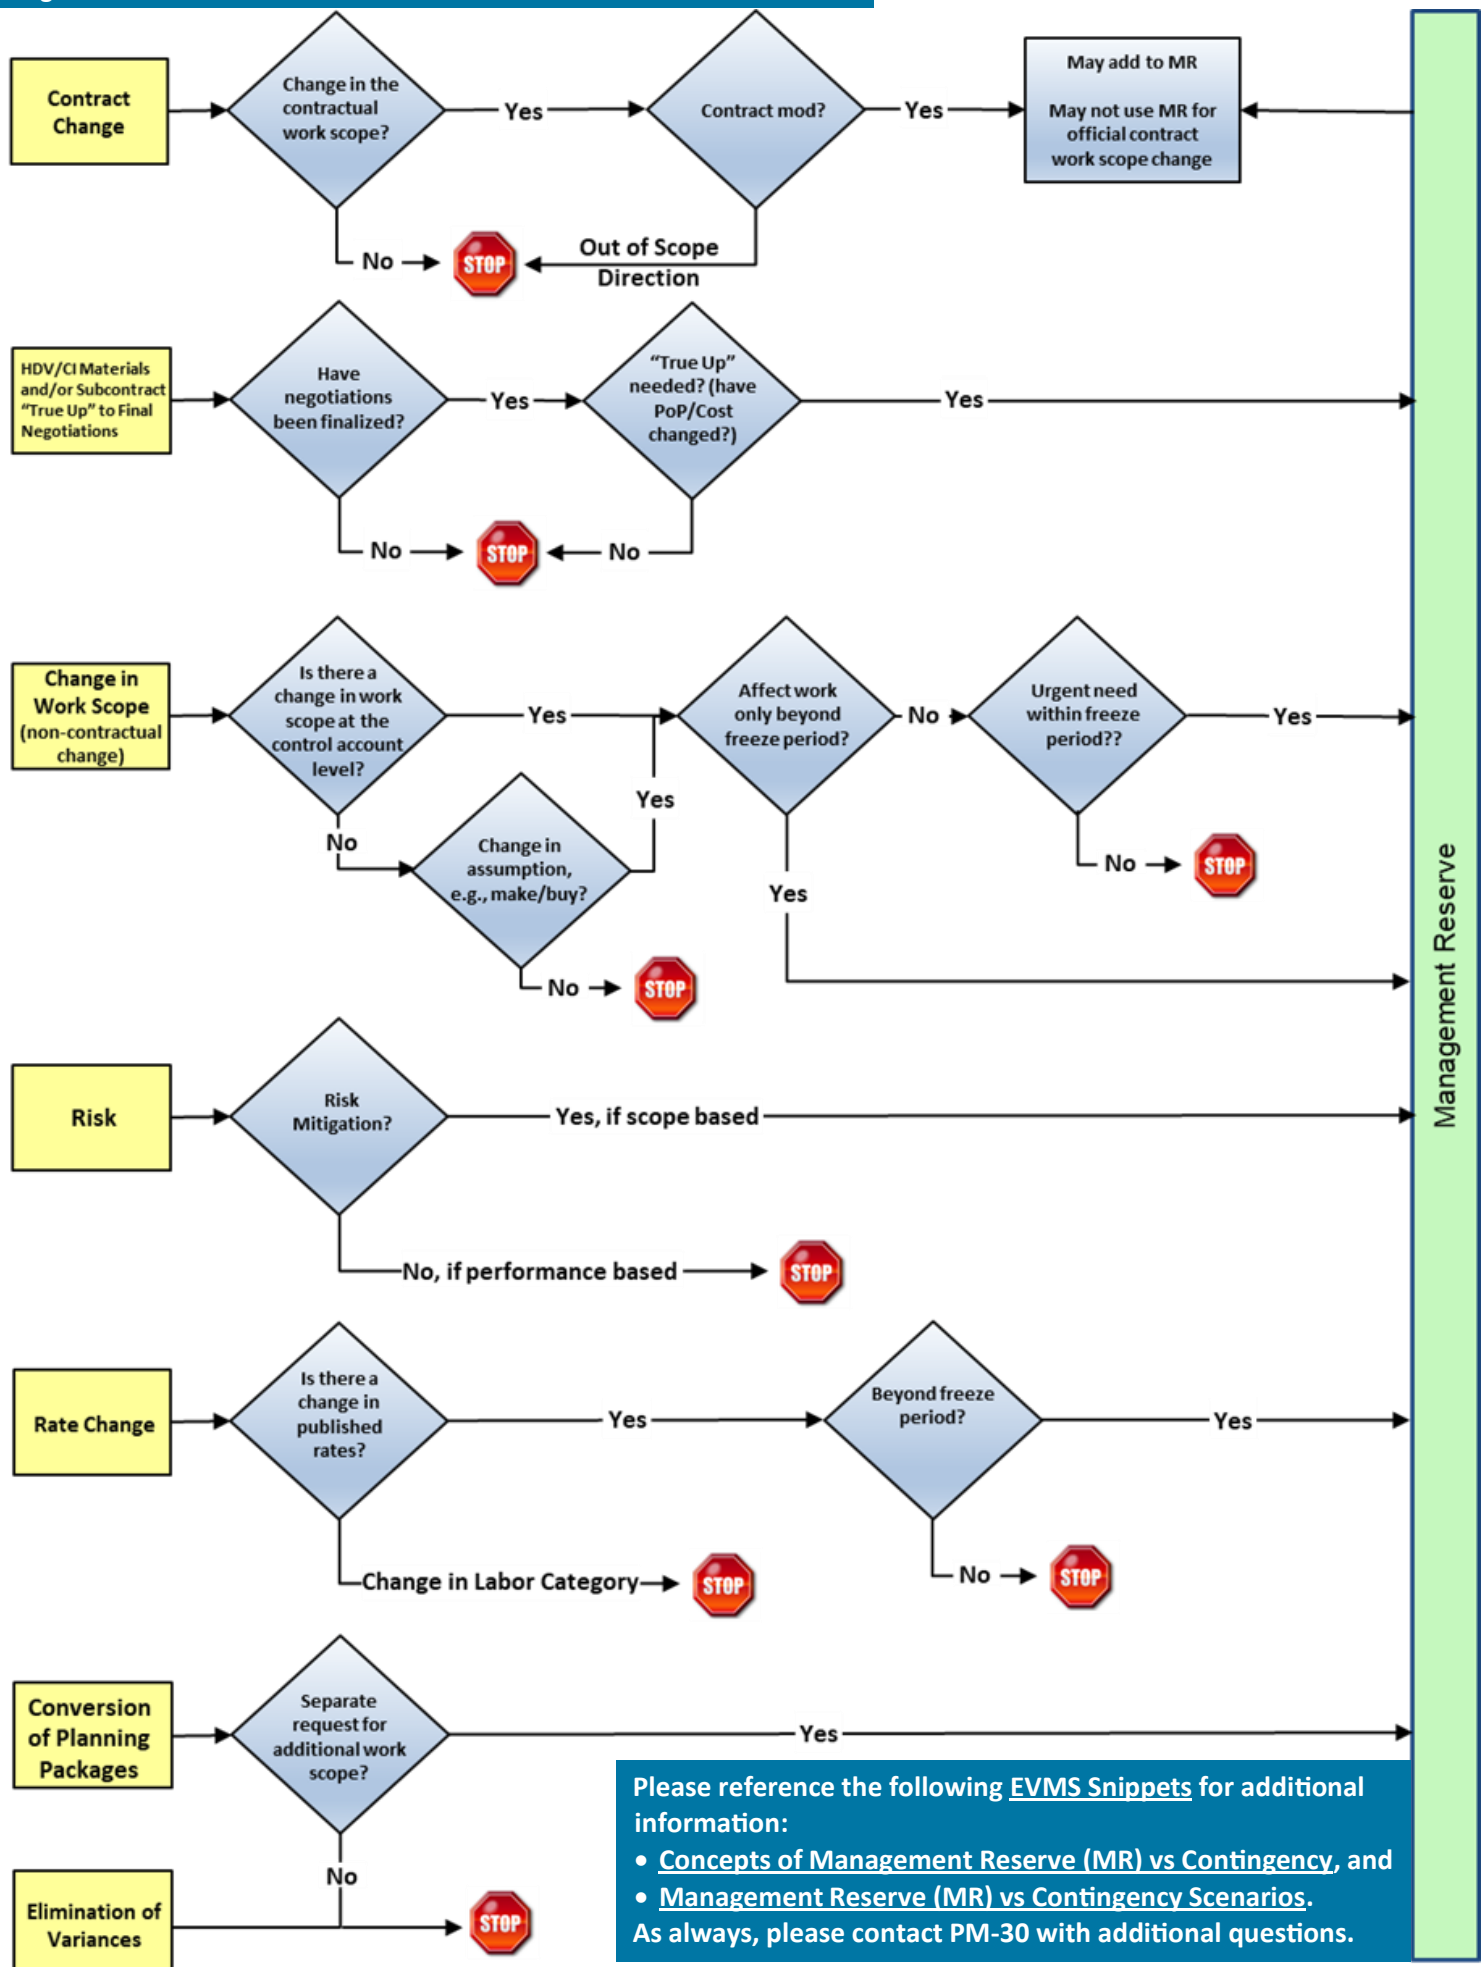 Contract
Change
Change in the
contractual
work scope?
Yes
Contract mod?
Yes
May add to MR
May not use MR for
official contract
work scope change
No
STOP
Out of Scope
Direction
HDV/CI Materials
and/or Subcontract
“True Up” to Final
Negotiations
Have
negotiations
been finalized?
Yes
“True Up”
needed? (have
PoP/Cost
changed?)
Yes
No
STOP
No
Change in
Work Scope
(non-contractual
change)
Is there a
change in work
scope at the
control account
level?
Yes
Affect work
only beyond
freeze period?
No
Urgent need
within freeze
period??
Yes
No
Change in
assumption,
e.g., make/buy?
Yes
Yes
No
STOP
No
STOP
Management Reserve
Risk
Risk
Mitigation?
Yes, if scope based
No, if performance based
STOP
Rate Change
Is there a
change in
published
rates?
Yes
Beyond freeze
period?
Yes
Change in Labor Category
STOP
No
STOP
Conversion
of Planning
Packages
Separate
request for
additional work
scope?
Yes
No
Elimination of
Variances
STOP
Please reference the following EVMS Snippets for additional
information:
• Concepts of Management Reserve (MR) vs Contingency, and
• Management Reserve (MR) vs Contingency Scenarios.
As always, please contact PM-30 with additional questions.